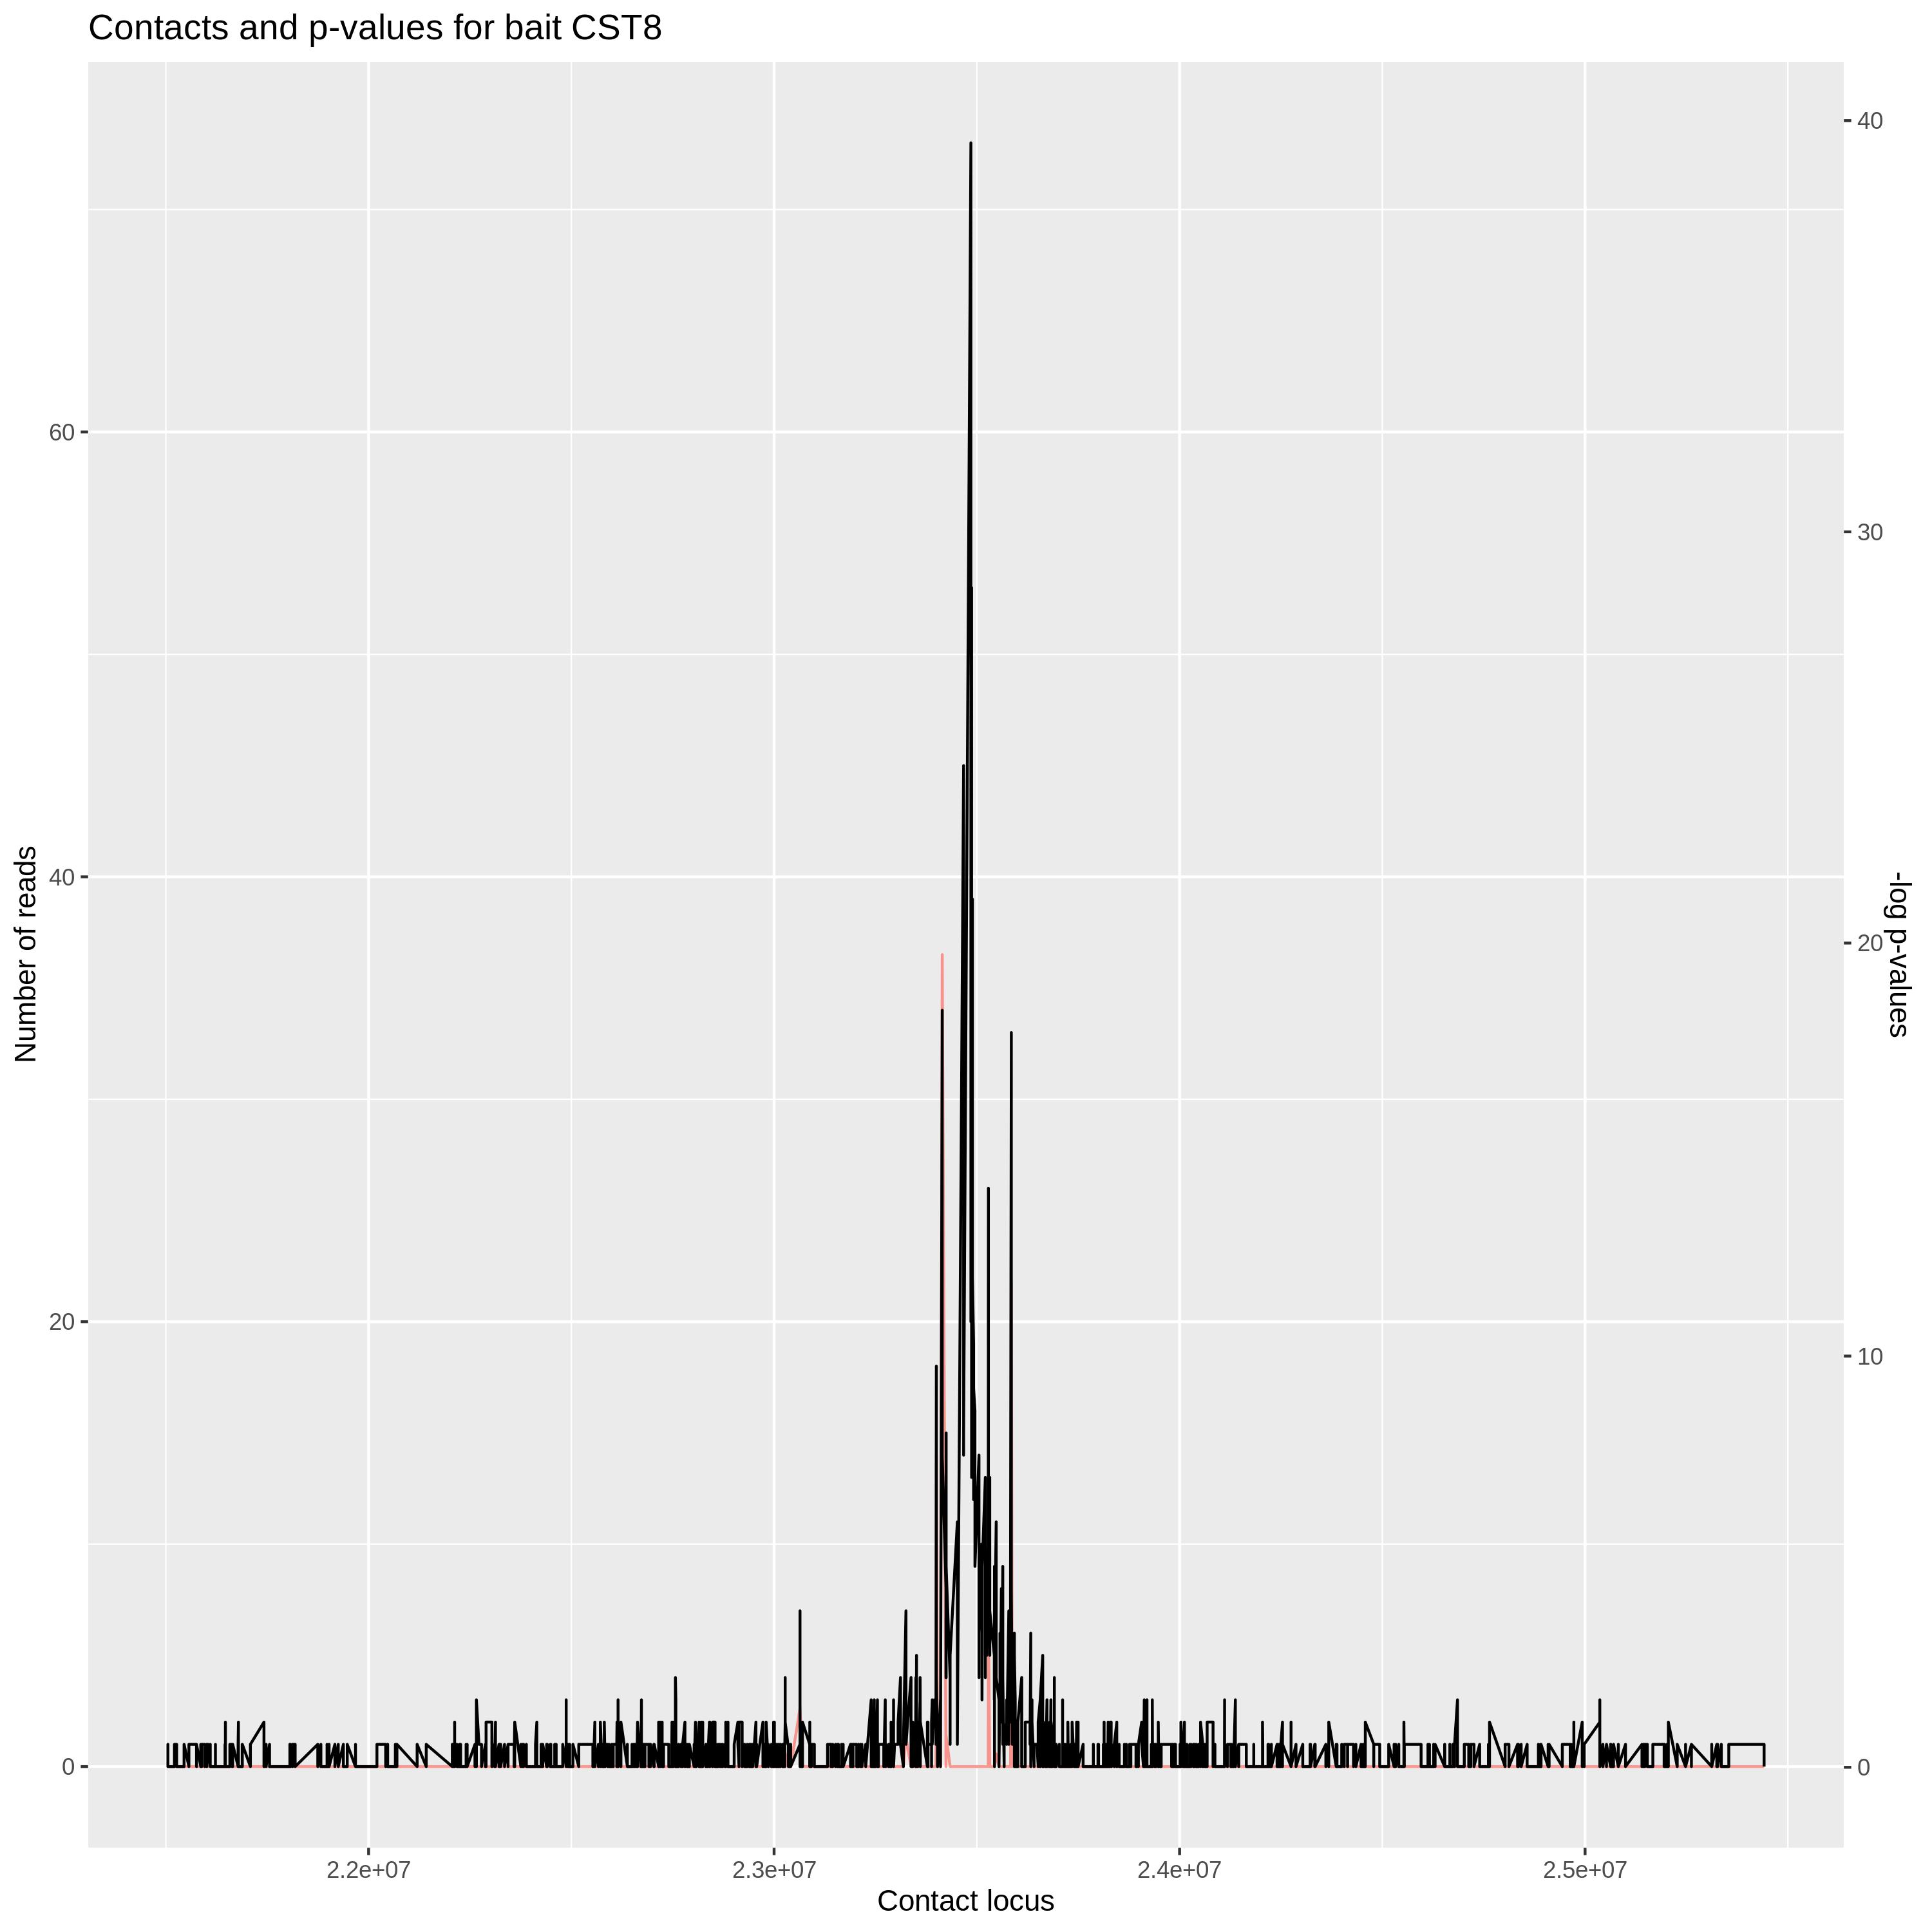 Contacts and p-values for bait CST8
40
60
30
40
20
20
10
0
0
Number of reads
-log p-values
2.2e+07
2.3e+07
2.4e+07
2.5e+07
Contact locus